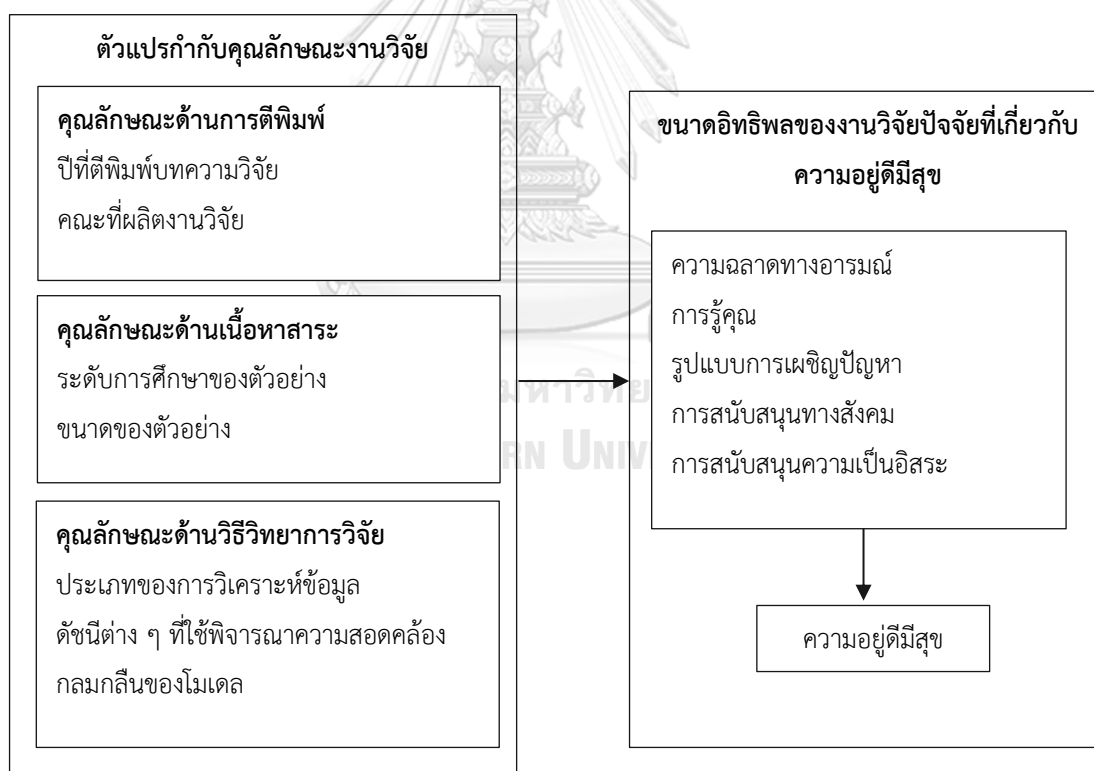 ตัวแปรกำกับคุณลักษณะงานวิจัย
คุณลักษณะด้านการตีพิมพ์
ปีที่ตีพิมพ์บทความวิจัย
คณะที่ผลิตงานวิจัย
คุณลักษณะด้านเนื้อหาสาระ
ระดับการศึกษาของตัวอย่าง
ขนาดของตัวอย่าง
คุณลักษณะด้านวิธีวิทยาการวิจัย
ประเภทของการวิเคราะห์ข้อมูล
ดัชนีต่าง ๆ ที่ใช้พิจารณาความสอดคล้อง
กลมกลืนของโมเดล
ขนาดอิทธิพลของงานวิจัยปัจจัยที่เกี่ยวกับ
ความอยู่ดีมีสุข
ความฉลาดทางอารมณ์
การรู้คุณ
รูปแบบการเผชิญปัญหา
การสนับสนุนทางสังคม
การสนับสนุนความเป็นอิสระ
ความอยู่ดีมีสุข